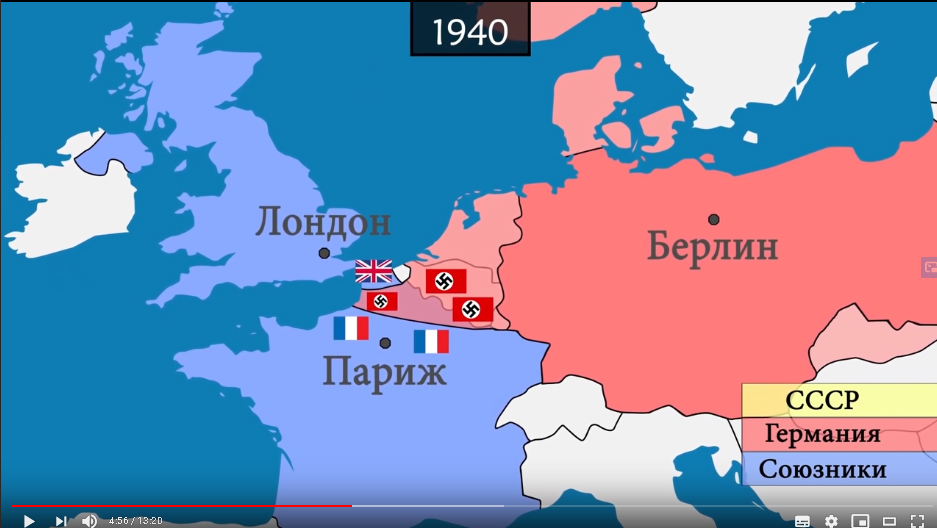 1940
Лондон
Берлин
Париж
СССР
Германия
Союзники
4:56 / 13:20